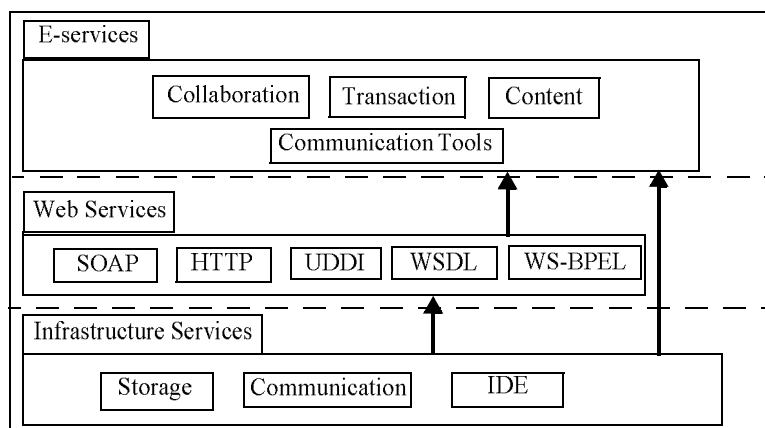 E-services
Collaboration Transaction Content
Communication Tools
Web Services
SOAP HTTP UDDI WSDL WS-BPEL
Infrastructure Services
Storage Communication IDE